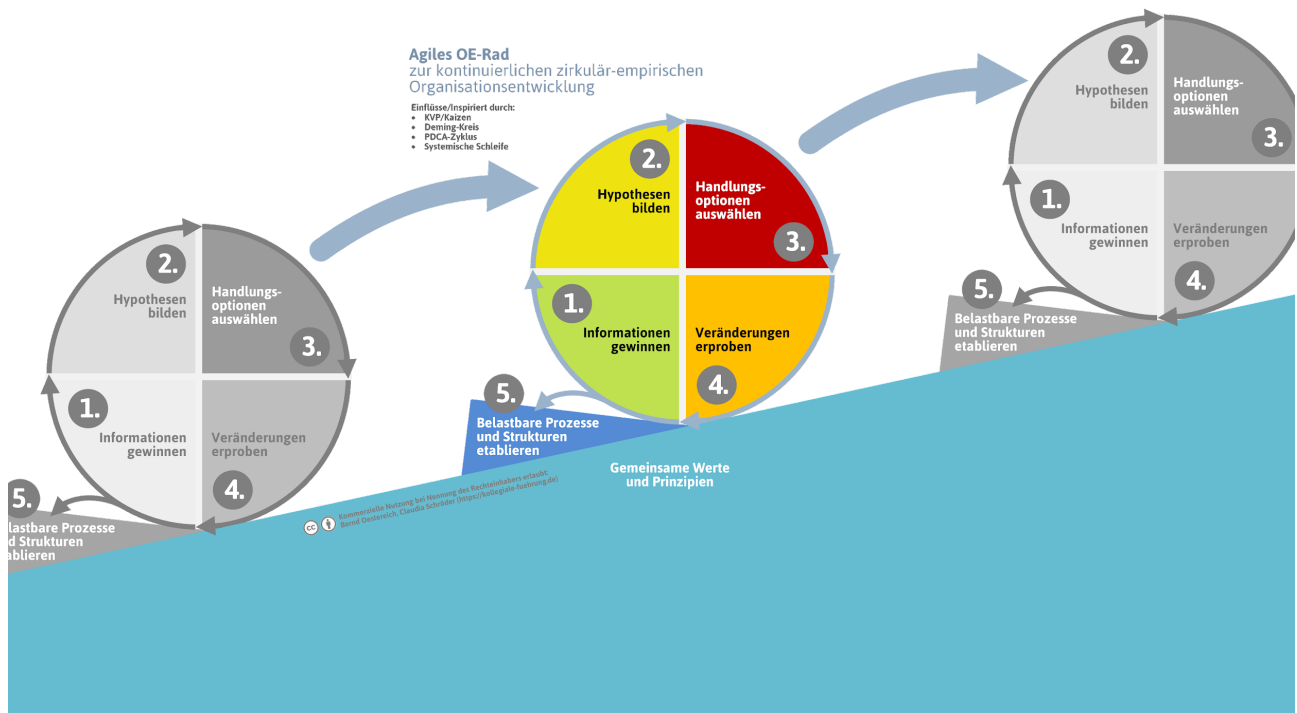 Agiles OE-Rad
zur kontinuierlichen zirkulär-empirischen
Organisationsentwicklung
Einflüsse/Inspiriert durch:
• KVP/Kaizen
• Deming-Kreis
• PDCA-Zyklus
• Systemische Schleife
2.
Hypothesen
bilden
Handlungs-
optionen
auswählen
3.
1.
Informationen
gewinnen
Veränderungen
erproben
4.
5.
lastbare Prozesse
d Strukturen
ablieren
2.
Hypothesen
bilden
Handlungs-
optionen
auswählen
3.
1.
Informationen
gewinnen
Veränderungen
erproben
4.
5.
Belastbare Prozesse
und Strukturen
etablieren
Gemeinsame Werte
und Prinzipien
cc
Kommerzielle Nutzung bei Nennung des Rechteinhabers erlaubt:
Bernd Oestereich, Claudia Schröder (https://kollegiale-fuehrung.de)
2.
Hypothesen
bilden
Handlungs-
optionen
auswählen
3.
1.
Informationen
gewinnen
Veränderungen
erproben
4.
5.
Belastbare Prozesse
und Strukturen
etablieren